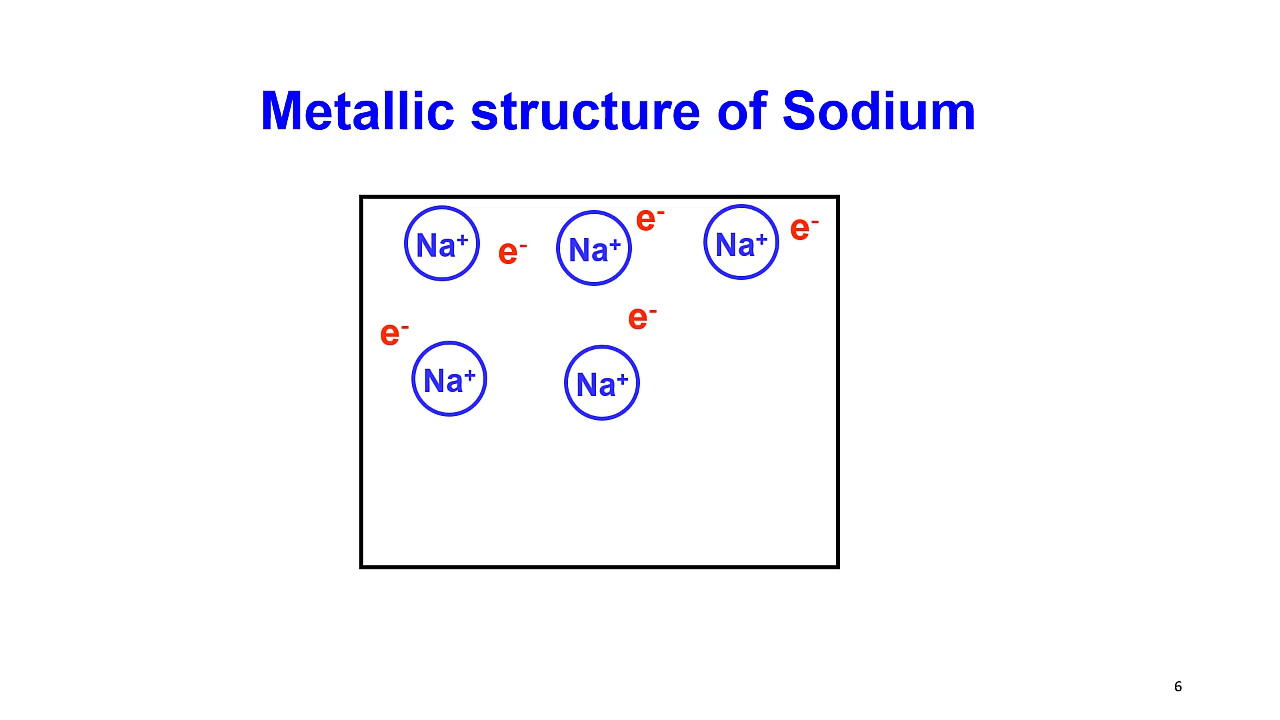 Metallic structure of Sodium
Na⁺ e⁻ Na⁺ e⁻ Na⁺ e⁻
e⁻ e⁻
Na⁺ Na⁺
6